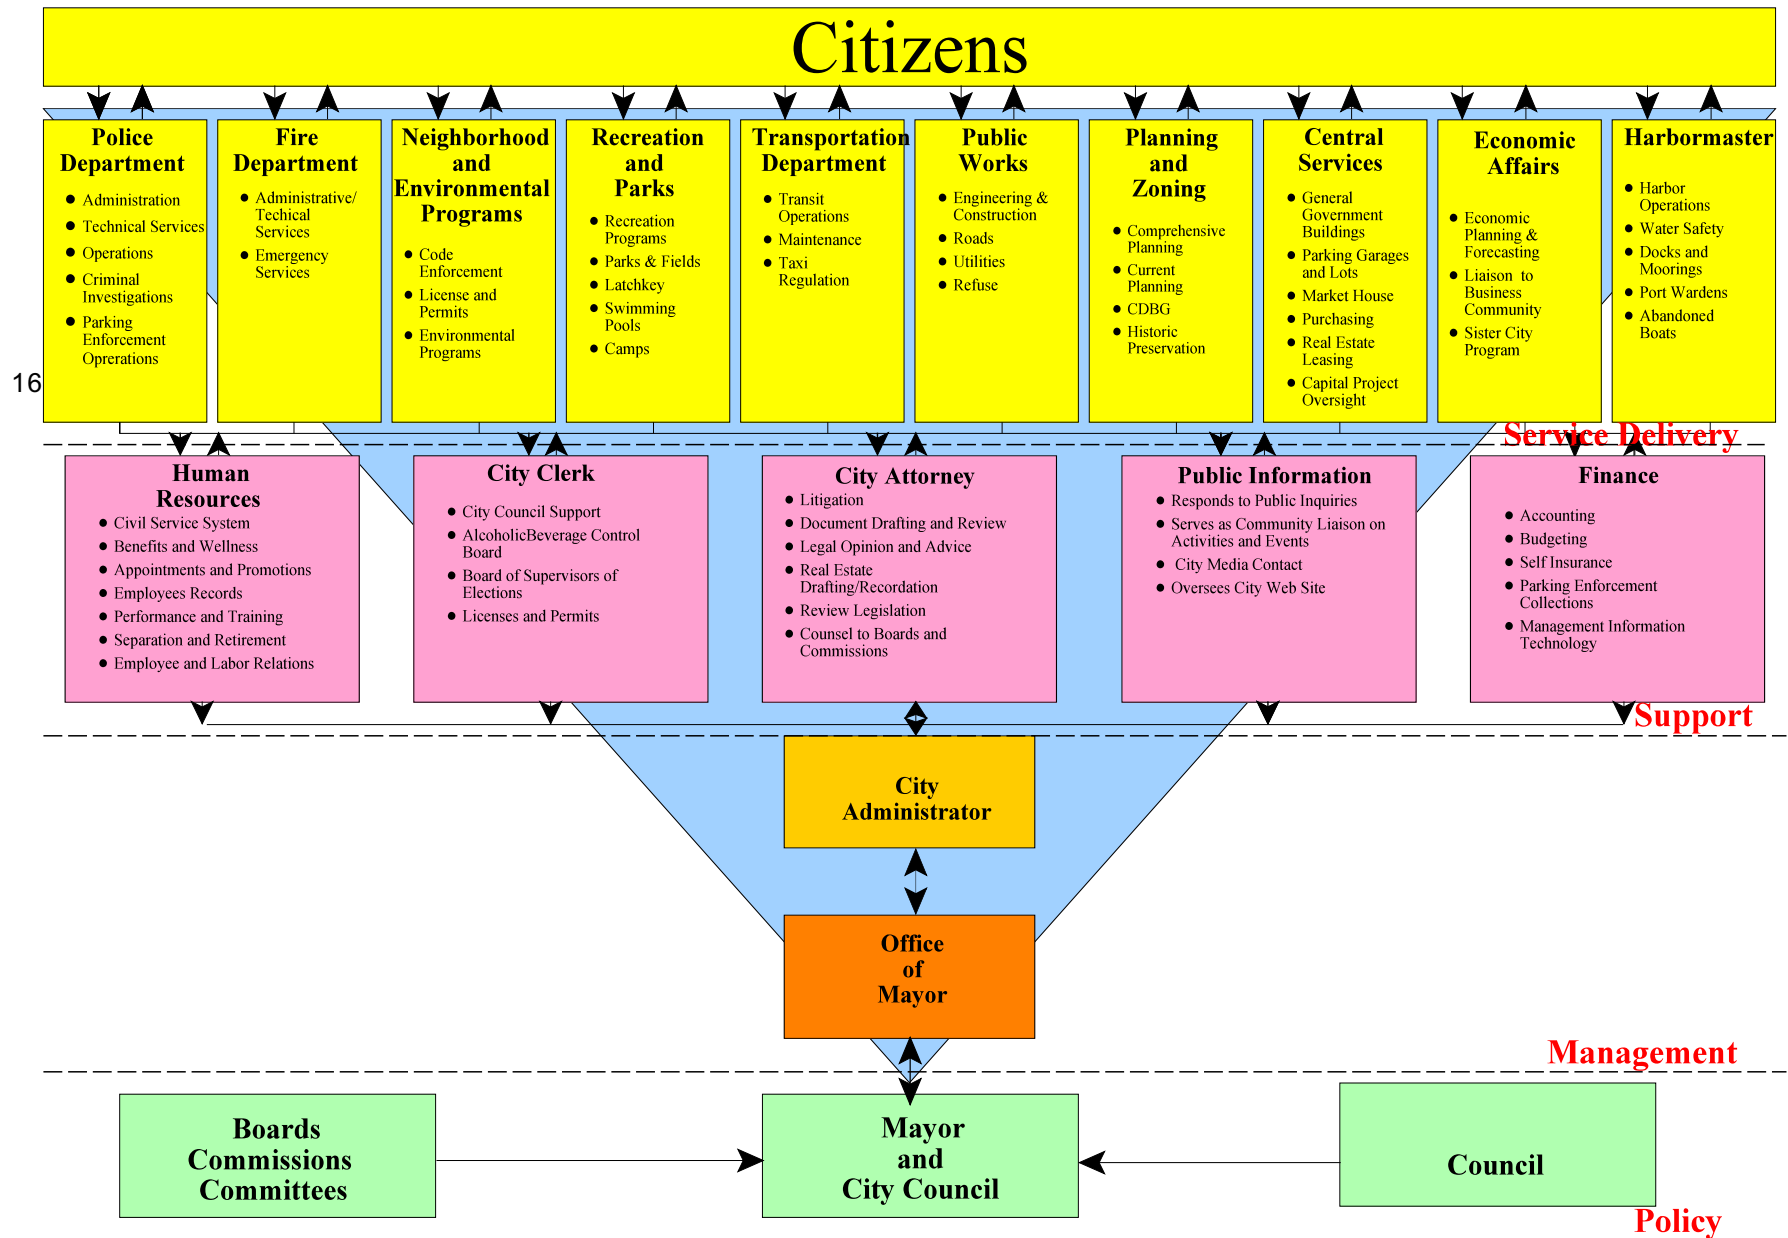 Citizens
Police
Department
● Administration
● Technical Services
● Operations
● Criminal
Investigations
● Parking
Enforcement
Oprerations
Fire
Department
● Administrative/
Techical
Services
● Emergency
Services
Neighborhood
and
Environmental
Programs
● Code
Enforcement
● License and
Permits
● Environmental
Programs
Recreation
and
Parks
● Recreation
Programs
● Parks & Fields
● Latchkey
● Swimming
Pools
● Camps
Transportation
Department
● Transit
Operations
● Maintenance
● Taxi
Regulation
Public
Works
● Engineering &
Construction
● Roads
● Utilities
● Refuse
Planning
and
Zoning
● Comprehensive
Planning
● Current
Planning
● CDBG
● Historic
Preservation
Central
Services
● General
Government
Buildings
● Parking Garages
and Lots
● Market House
● Purchasing
● Real Estate
Leasing
● Capital Project
Oversight
Economic
Affairs
● Economic
Planning &
Forecasting
● Liaison to
Business
Community
● Sister City
Program
Harbormaster
● Harbor
Operations
● Water Safety
● Docks and
Moorings
● Port Wardens
● Abandoned
Boats
16
Service Delivery
Human
Resources
● Civil Service System
● Benefits and Wellness
● Appointments and Promotions
● Employees Records
● Performance and Training
● Separation and Retirement
● Employee and Labor Relations
City Clerk
● City Council Support
● AlcoholicBeverage Control
Board
● Board of Supervisors of
Elections
● Licenses and Permits
City Attorney
● Litigation
● Document Drafting and Review
● Legal Opinion and Advice
● Real Estate
Drafting/Recordation
● Review Legislation
● Counsel to Boards and
Commissions
Public Information
● Responds to Public Inquiries
● Serves as Community Liaison on
Activities and Events
● City Media Contact
● Oversees City Web Site
Finance
● Accounting
● Budgeting
● Self Insurance
● Parking Enforcement
Collections
● Management Information
Technology
Support
City
Administrator
Office
of
Mayor
Management
Boards
Commissions
Committees
Mayor
and
City Council
Council
Policy